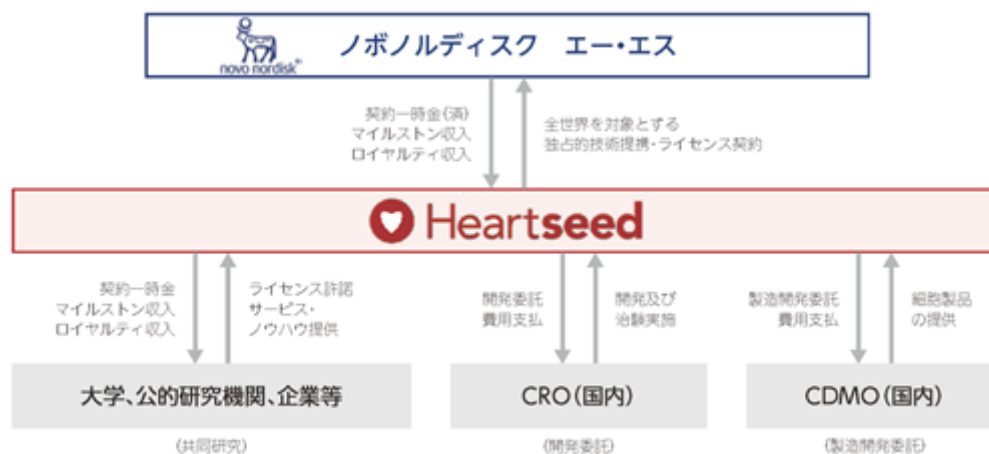 ノボノルディスク エー・エス
novo nordisk®
契約一時金(済)
マイルストン収入
ロイヤルティ収入
全世界を対象とする
独占的技術提携・ライセンス契約
Heartseed
契約一時金
マイルストン収入
ロイヤルティ収入
ライセンス許諾
サービス・
ノウハウ提供
開発委託
費用支払
開発及び
治験実施
製造開発委託
費用支払
細胞製品
の提供
大学、公的研究機関、企業等
CRO(国内)
CDMO(国内)
(共同研究)
(開発委託)
(製造開発委託)